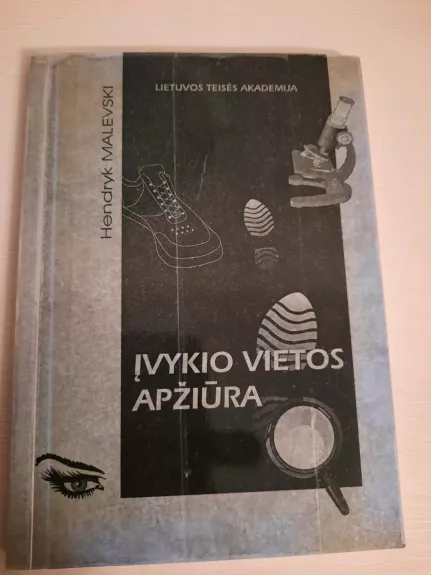 LIETUVOS TEISĖS AKADEMIJA
Hendryk MALEVSKI
ĮVYKIO VIETOS
APŽIŪRA